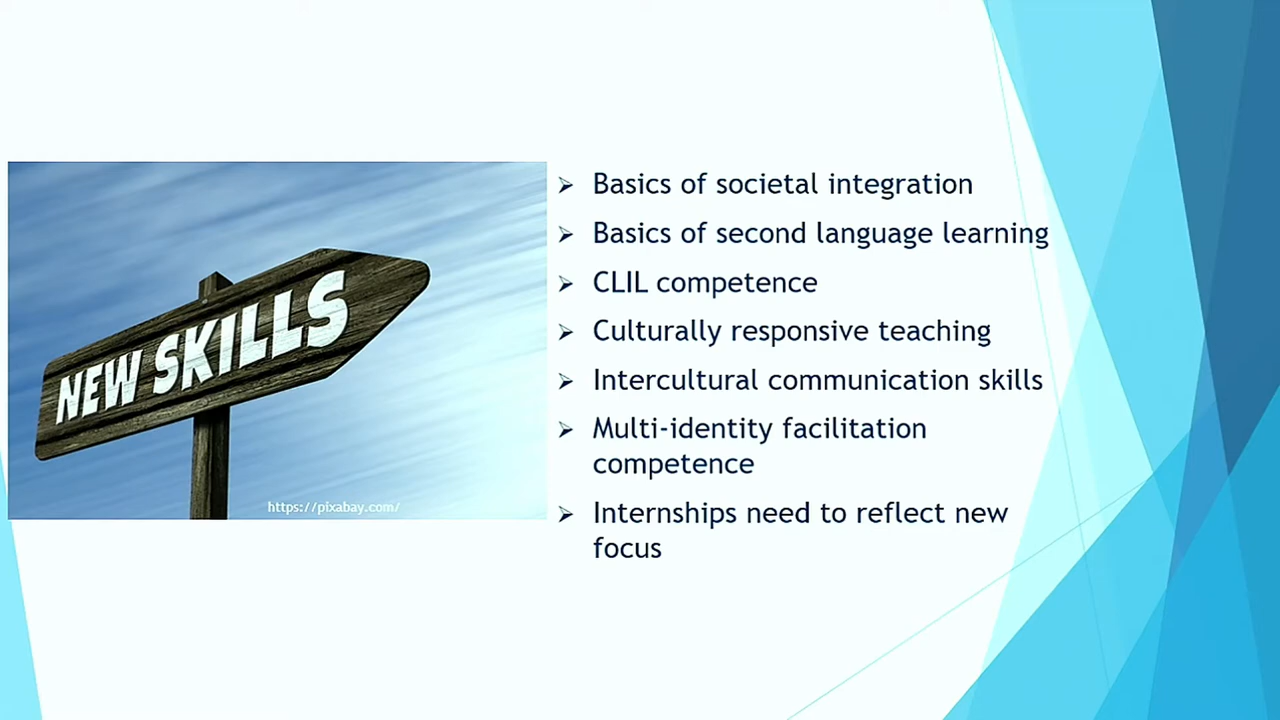 NEW SKILLS
https://pixabay.com/
Basics of societal integration
Basics of second language learning
CLIL competence
Culturally responsive teaching
Intercultural communication skills
Multi-identity facilitation
competence
Internships need to reflect new
focus